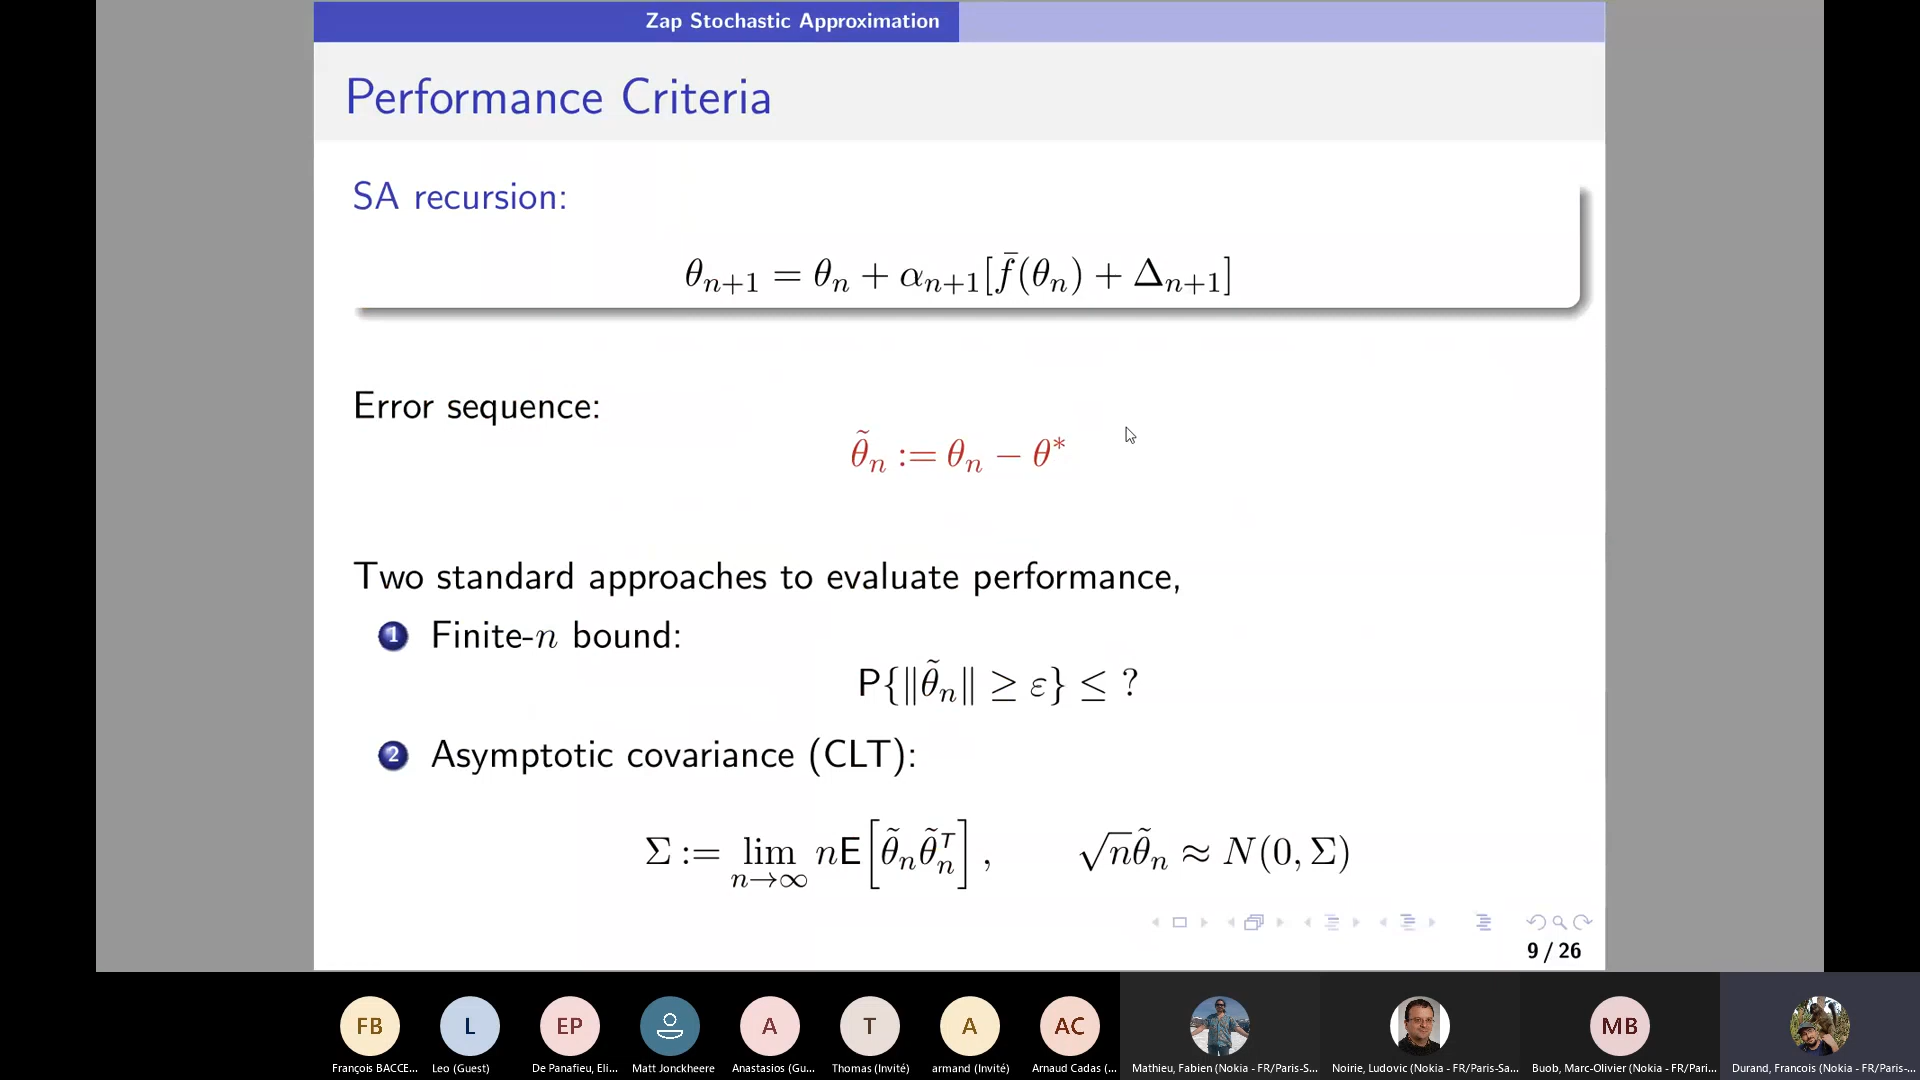 Zap Stochastic Approximation
Performance Criteria
SA recursion:
θ_{n+1} = θ_n + α_{n+1}[f̄(θ_n) + Δ_{n+1}]
Error sequence:
θ̃_n := θ_n − θ*
Two standard approaches to evaluate performance,
1 Finite-n bound:
P{‖θ̃_n‖ ≥ ε} ≤ ?
2 Asymptotic covariance (CLT):
Σ := lim_{n→∞} nE[θ̃_n θ̃_n^T], √n θ̃_n ≈ N(0, Σ)
9 / 26
FB L EP A T A AC MB
François BACCE... Leo (Guest) De Panafieu, Eli... Matt Jonckheere Anastasios (Gu... Thomas (Invité) armand (Invité) Arnaud Cadas (... Mathieu, Fabien (Nokia - FR/Paris-S... Noirie, Ludovic (Nokia - FR/Paris-Sa... Buob, Marc-Olivier (Nokia - FR/Pari... Durand, Francois (Nokia - FR/Paris-...